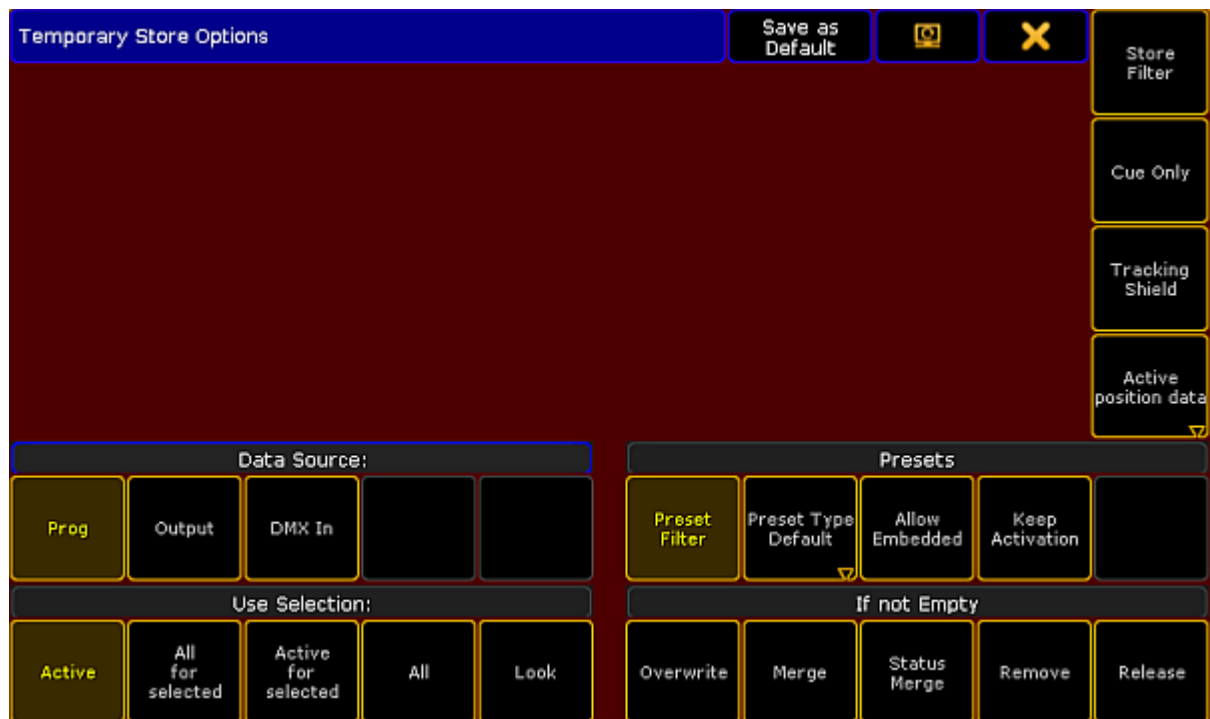 Temporary Store Options
Save as
Default
Store
Filter
Cue Only
Tracking
Shield
Active
position data
Data Source:
Prog
Output
DMX In
Presets
Preset
Filter
Preset Type
Default
Allow
Embedded
Keep
Activation
Use Selection:
Active
All
for
selected
Active
for
selected
All
Look
If not Empty
Overwrite
Merge
Status
Merge
Remove
Release